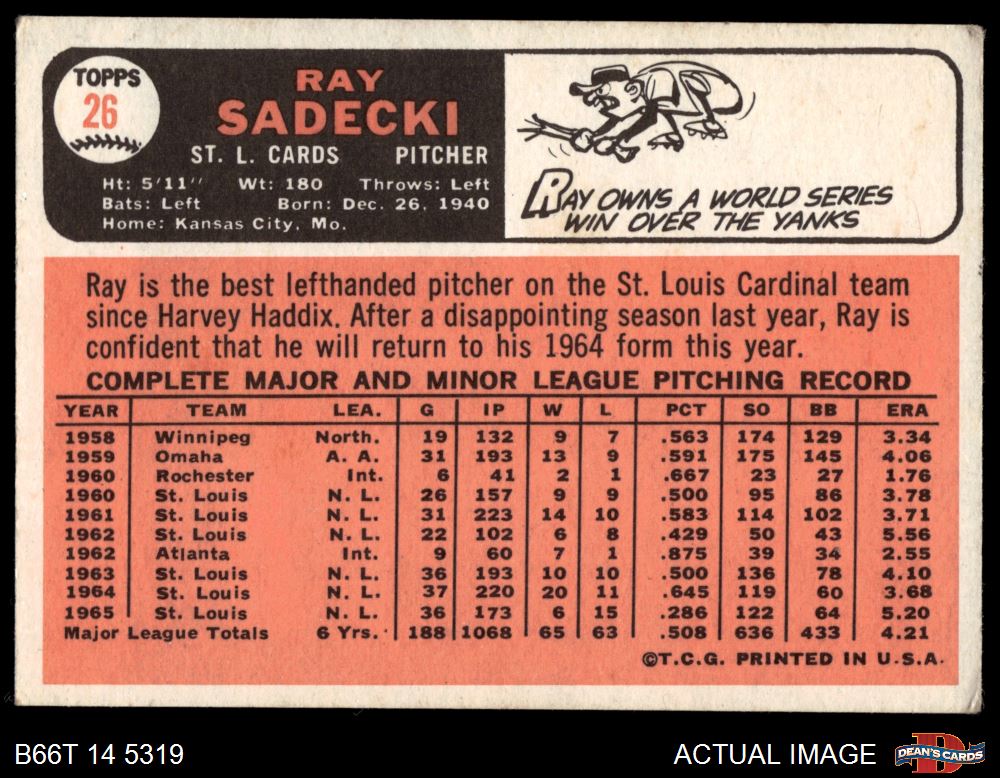 TOPPS
26
RAY
SADECKI
ST. L. CARDS PITCHER
Ht: 5'11" Wt: 180 Throws: Left
Bats: Left Born: Dec. 26, 1940
Home: Kansas City, Mo.
RAY OWNS A WORLD SERIES
WIN OVER THE YANKS
Ray is the best lefthanded pitcher on the St. Louis Cardinal team
since Harvey Haddix. After a disappointing season last year, Ray is
confident that he will return to his 1964 form this year.
COMPLETE MAJOR AND MINOR LEAGUE PITCHING RECORD
YEAR TEAM LEA. G IP W L PCT SO BB ERA
1958 Winnipeg North. 19 132 9 7 .563 174 129 3.34
1959 Omaha A. A. 31 193 13 9 .591 175 145 4.06
1960 Rochester Int. 6 41 2 1 .667 23 27 1.76
1960 St. Louis N. L. 26 157 9 9 .500 95 86 3.78
1961 St. Louis N. L. 31 223 14 10 .583 114 102 3.71
1962 St. Louis N. L. 22 102 6 8 .429 50 43 5.56
1962 Atlanta Int. 9 60 7 1 .875 39 34 2.55
1963 St. Louis N. L. 36 193 10 10 .500 136 78 4.10
1964 St. Louis N. L. 37 220 20 11 .645 119 60 3.68
1965 St. Louis N. L. 36 173 6 15 .286 122 64 5.20
Major League Totals 6 Yrs. 188 1068 65 63 .508 636 433 4.21
©T.C.G. PRINTED IN U.S.A.
B66T 14 5319 ACTUAL IMAGE DEAN'S CARDS